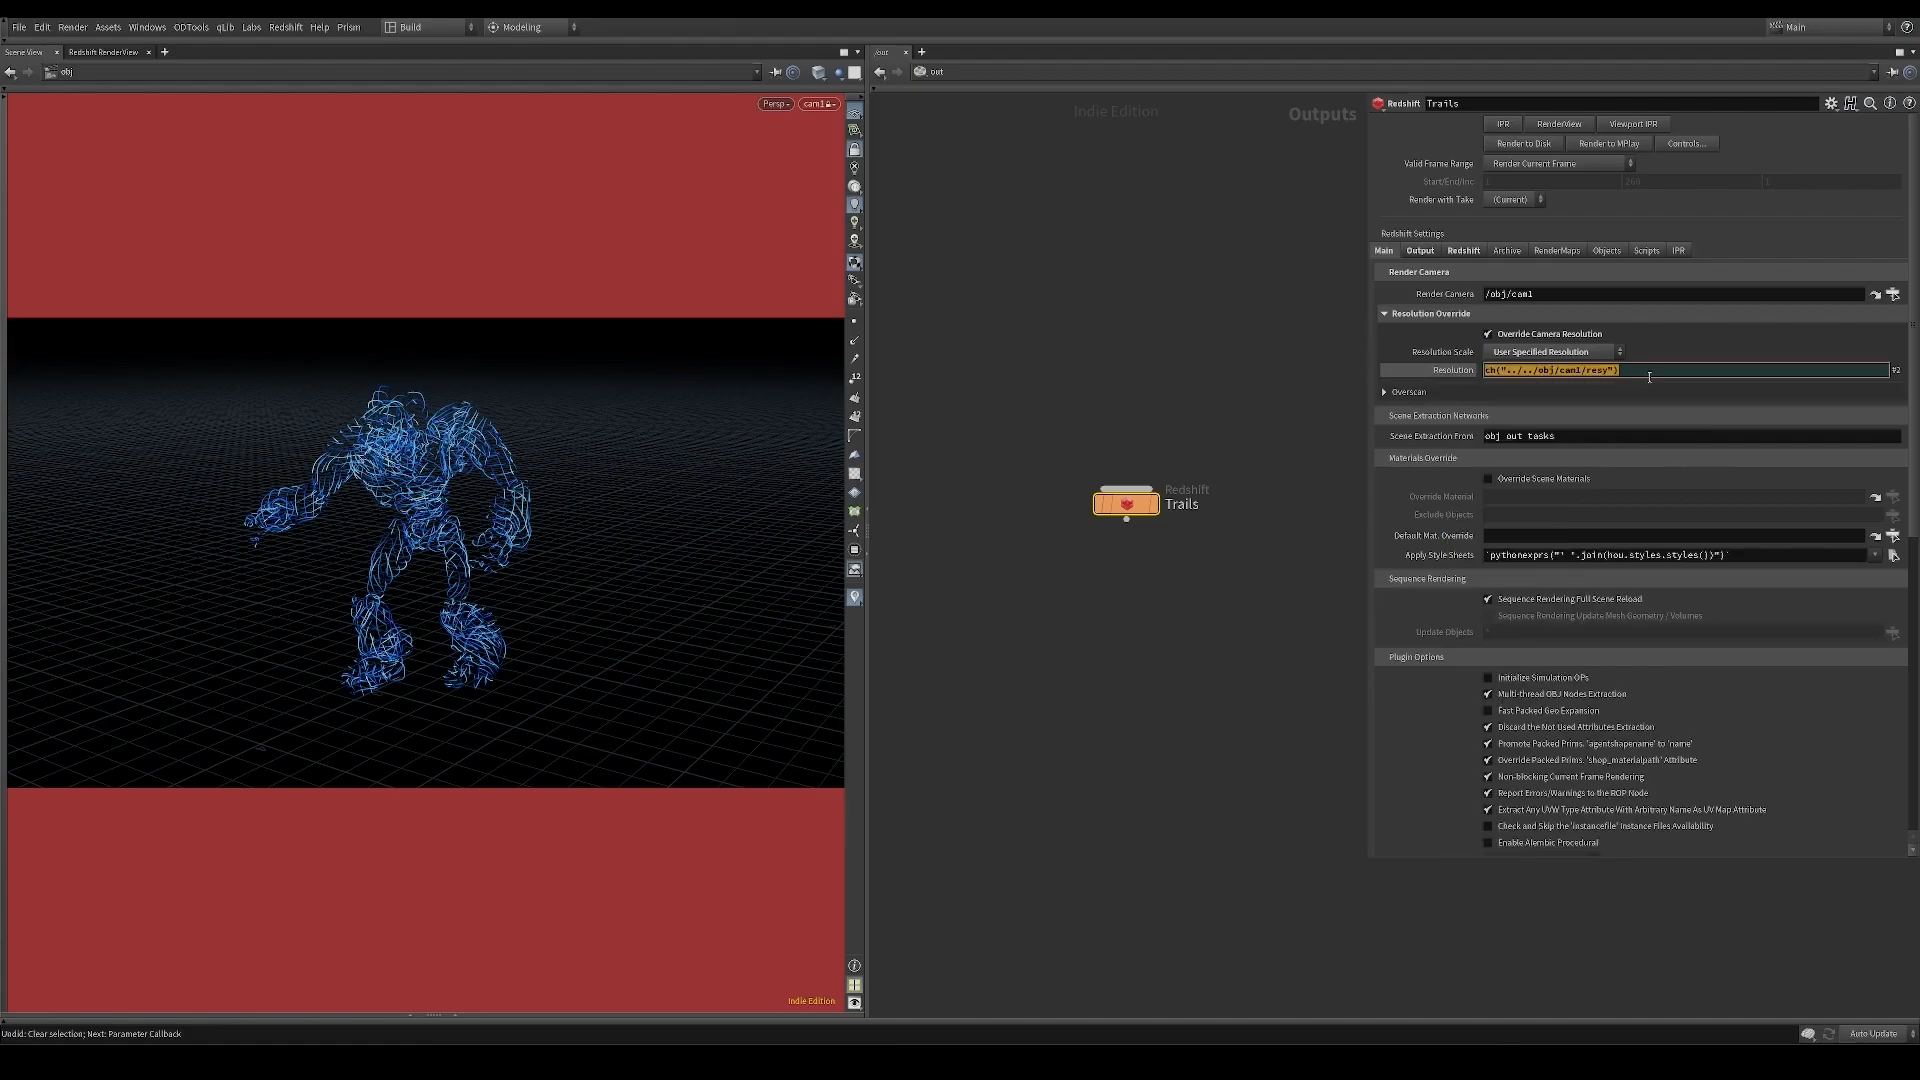 File Edit Render Assets Windows ODTools qLib Labs Redshift Help Prism Build Modeling Main
Scene View Redshift RenderView /out
obj out
Persp cam1
Indie Edition
Outputs
Redshift Trails
IPR RenderView Viewport IPR
Render to Disk Render to MPlay Controls...
Valid Frame Range Render Current Frame
Start/End/Inc 1 260 1
Render with Take (Current)
Redshift Settings
Main Output Redshift Archive RenderMaps Objects Scripts IPR
Render Camera
Render Camera /obj/cam1
Resolution Override
Override Camera Resolution
Resolution Scale User Specified Resolution
Resolution ch("../../obj/cam1/resy") #2
Overscan
Scene Extraction Networks
Scene Extraction From obj out tasks
Materials Override
Override Scene Materials
Override Material
Exclude Objects
Default Mat. Override
Apply Style Sheets `pythonexprs("' '.join(hou.styles.styles())")`
Sequence Rendering
Sequence Rendering Full Scene Reload
Sequence Rendering Update Mesh Geometry / Volumes
Update Objects *
Plugin Options
Initialize Simulation OPs
Multi-thread OBJ Nodes Extraction
Fast Packed Geo Expansion
Discard the Not Used Attributes Extraction
Promote Packed Prims. 'agentshapename' to 'name'
Override Packed Prims. 'shop_materialpath' Attribute
Non-blocking Current Frame Rendering
Report Errors/Warnings to the ROP Node
Extract Any UVW Type Attribute With Arbitrary Name As UV Map Attribute
Check and Skip the 'instancefile' Instance Files Availability
Enable Alembic Procedural
Redshift
Trails
12
Indie Edition
Undid: Clear selection; Next: Parameter Callback
Auto Update